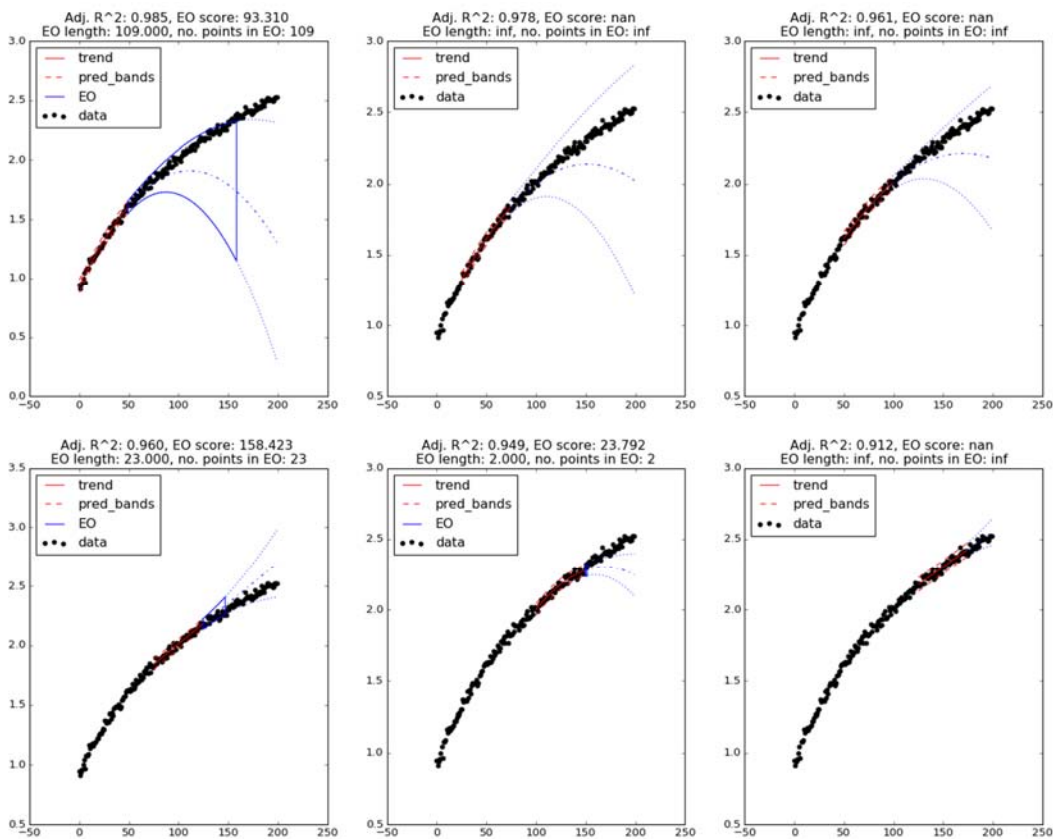 Adj. R^2: 0.985, EO score: 93.310
EO length: 109.000, no. points in EO: 109
3.0
2.5
2.0
1.5
1.0
0.5
0.0
trend
pred_bands
EO
data
-50
0
50
100
150
200
250
Adj. R^2: 0.978, EO score: nan
EO length: inf, no. points in EO: inf
3.0
2.5
2.0
1.5
1.0
0.5
trend
pred_bands
data
-50
0
50
100
150
200
250
Adj. R^2: 0.961, EO score: nan
EO length: inf, no. points in EO: inf
3.0
2.5
2.0
1.5
1.0
0.5
trend
pred_bands
data
-50
0
50
100
150
200
250
Adj. R^2: 0.960, EO score: 158.423
EO length: 23.000, no. points in EO: 23
3.5
3.0
2.5
2.0
1.5
1.0
0.5
trend
pred_bands
EO
data
-50
0
50
100
150
200
250
Adj. R^2: 0.949, EO score: 23.792
EO length: 2.000, no. points in EO: 2
3.0
2.5
2.0
1.5
1.0
0.5
trend
pred_bands
EO
data
-50
0
50
100
150
200
250
Adj. R^2: 0.912, EO score: nan
EO length: inf, no. points in EO: inf
3.0
2.5
2.0
1.5
1.0
0.5
trend
pred_bands
data
-50
0
50
100
150
200
250